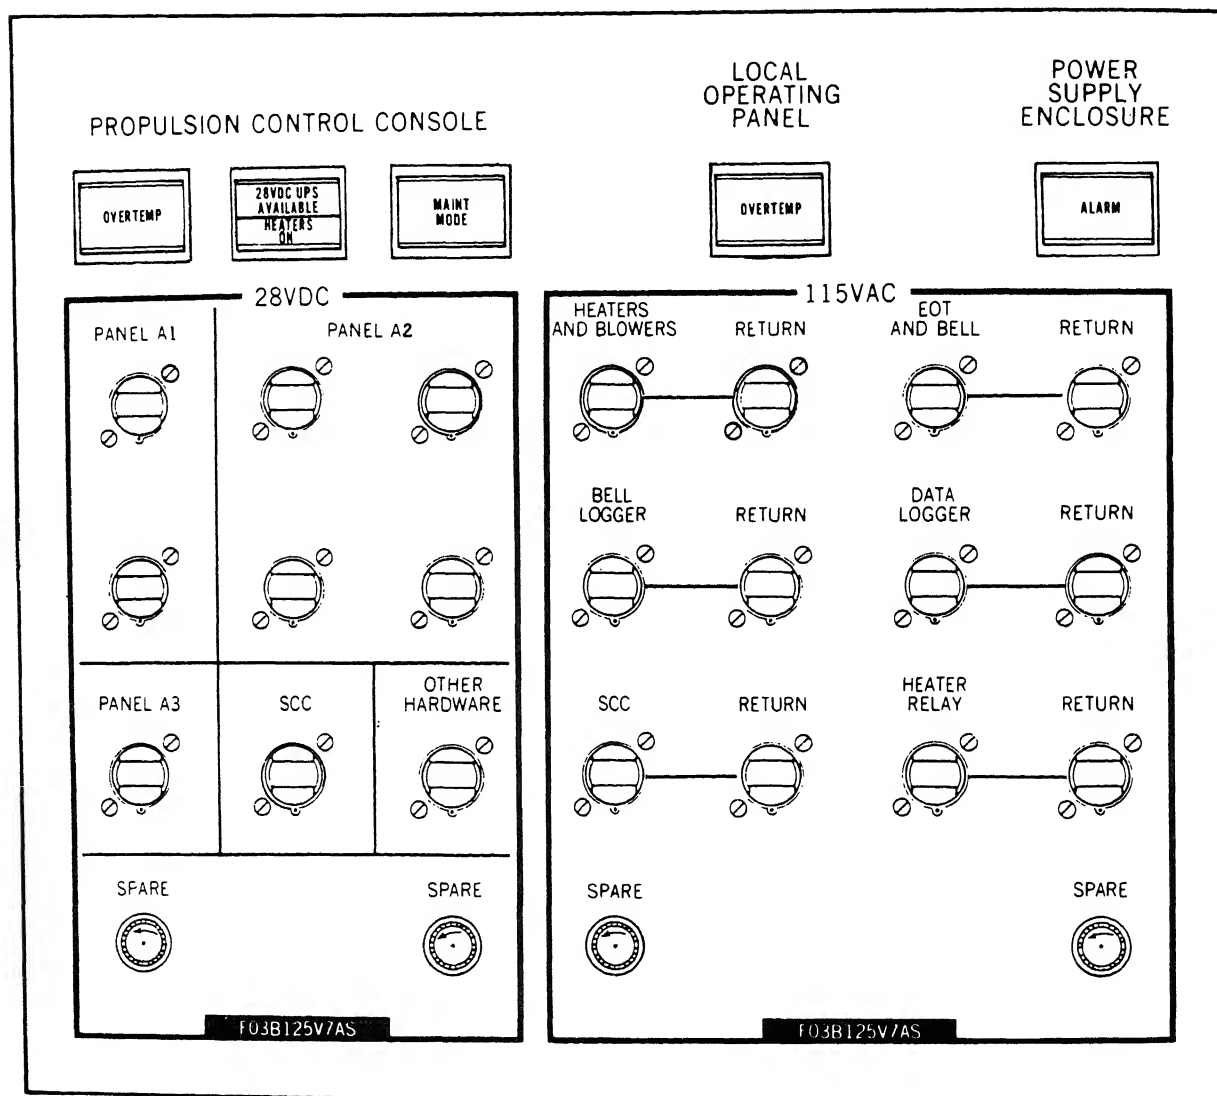 LOCAL
OPERATING
PANEL
POWER
SUPPLY
ENCLOSURE
PROPULSION CONTROL CONSOLE
OVERTEMP
28VDC UPS
AVAILABLE
HEATERS
ON
MAINT
MODE
OVERTEMP
ALARM
28VDC
115VAC
PANEL A1
PANEL A2
HEATERS
AND BLOWERS
RETURN
EOT
AND BELL
RETURN
BELL
LOGGER
RETURN
DATA
LOGGER
RETURN
PANEL A3
SCC
OTHER
HARDWARE
SCC
RETURN
HEATER
RELAY
RETURN
SPARE
SPARE
SPARE
SPARE
F03B125V7AS
F03B125V7AS